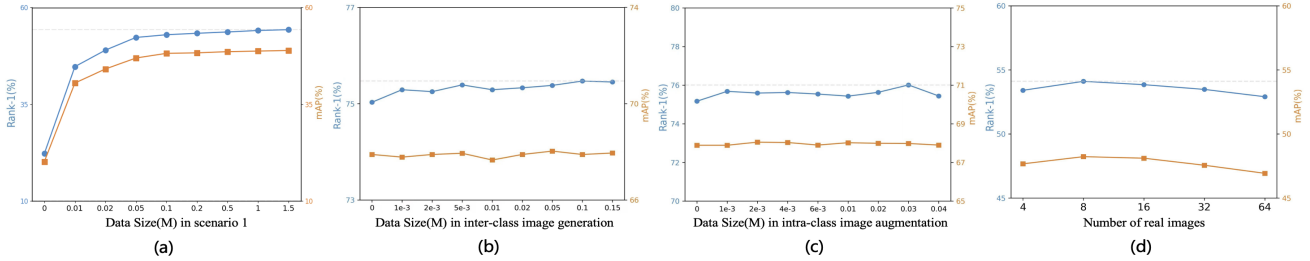 60
35
10
Rank-1(%)
60
35
10
mAP(%)
0 0.01 0.02 0.05 0.1 0.2 0.5 1 1.5
Data Size(M) in scenario 1
(a)
77
75
73
Rank-1(%)
72
70
66
mAP(%)
0 1e-3 2e-3 5e-3 0.01 0.02 0.05 0.1 0.15
Data Size(M) in inter-class image generation
(b)
80
78
76
74
72
70
Rank-1(%)
75
73
71
69
67
65
mAP(%)
0 1e-3 2e-3 4e-3 6e-3 0.01 0.02 0.03 0.04
Data Size(M) in intra-class image augmentation
(c)
60
55
50
45
Rank-1(%)
60
55
50
45
mAP(%)
4 8 16 32 64
Number of real images
(d)